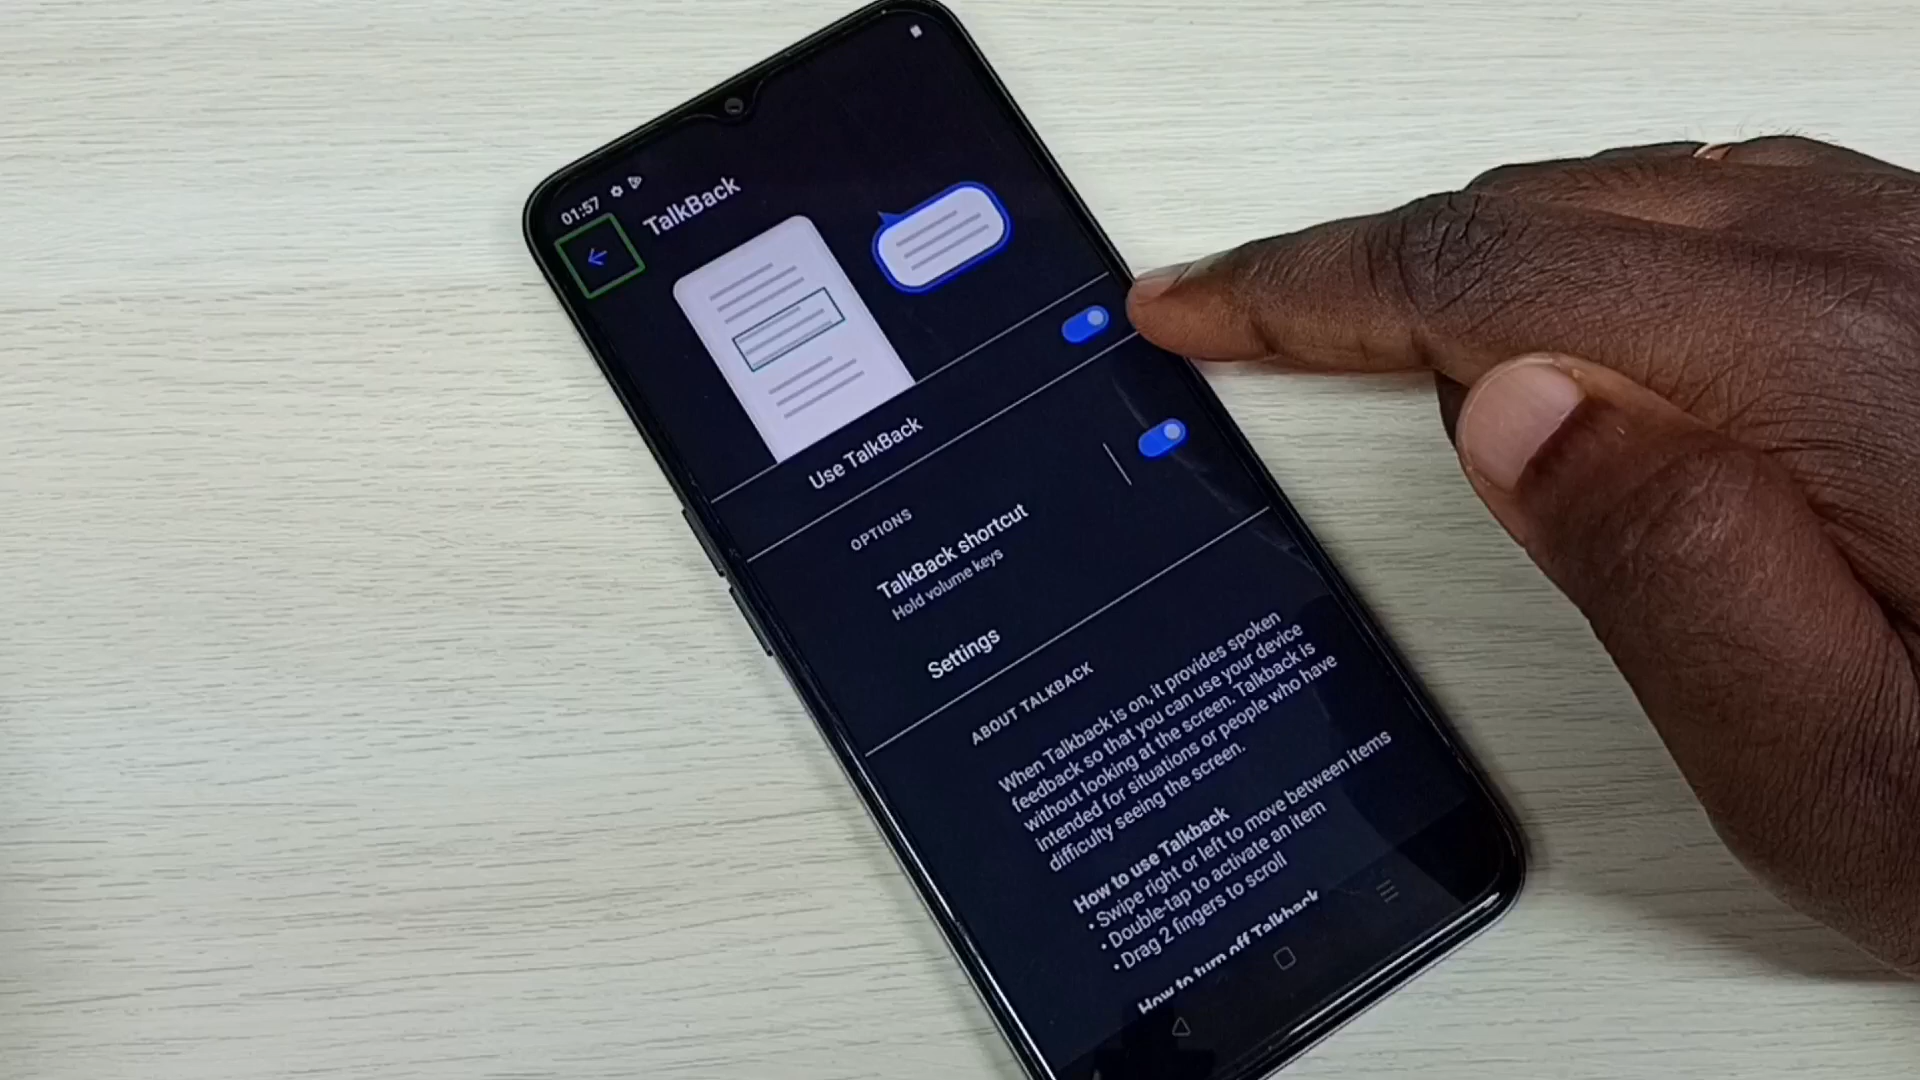 01:57
TalkBack
Use TalkBack
OPTIONS
TalkBack shortcut
Hold volume keys
Settings
ABOUT TALKBACK
When Talkback is on, it provides spoken
feedback so that you can use your device
without looking at the screen. Talkback is
intended for situations or people who have
difficulty seeing the screen.
How to use Talkback
• Swipe right or left to move between items
• Double-tap to activate an item
• Drag 2 fingers to scroll
How to turn off Talkback